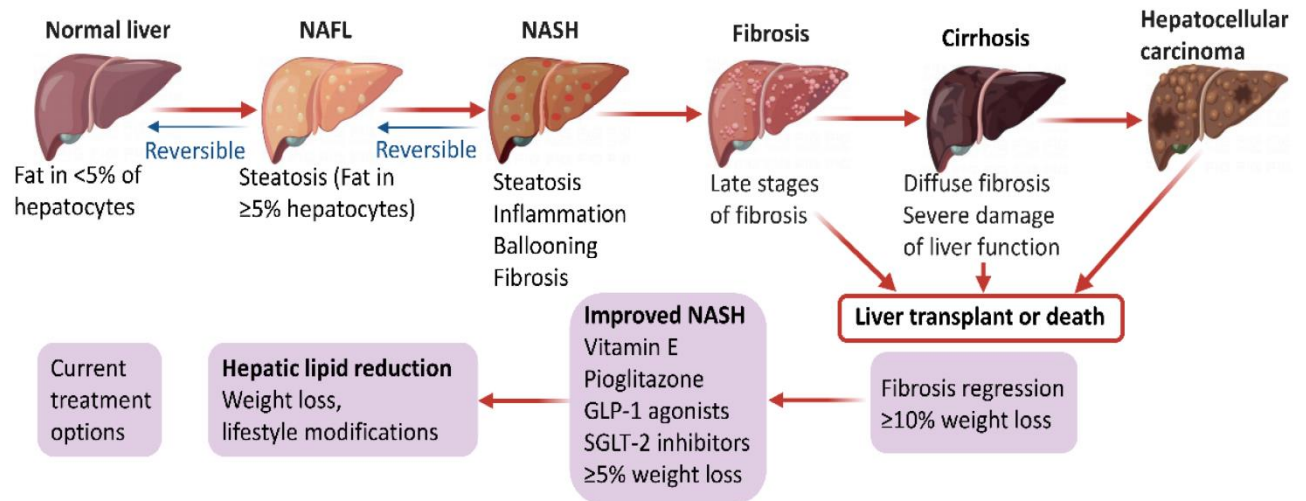 Normal liver
NAFL
NASH
Fibrosis
Cirrhosis
Hepatocellular
carcinoma
Reversible
Reversible
Fat in <5% of
hepatocytes
Steatosis (Fat in
≥5% hepatocytes)
Steatosis
Inflammation
Ballooning
Fibrosis
Late stages
of fibrosis
Diffuse fibrosis
Severe damage
of liver function
Liver transplant or death
Current
treatment
options
Hepatic lipid reduction
Weight loss,
lifestyle modifications
Improved NASH
Vitamin E
Pioglitazone
GLP-1 agonists
SGLT-2 inhibitors
≥5% weight loss
Fibrosis regression
≥10% weight loss